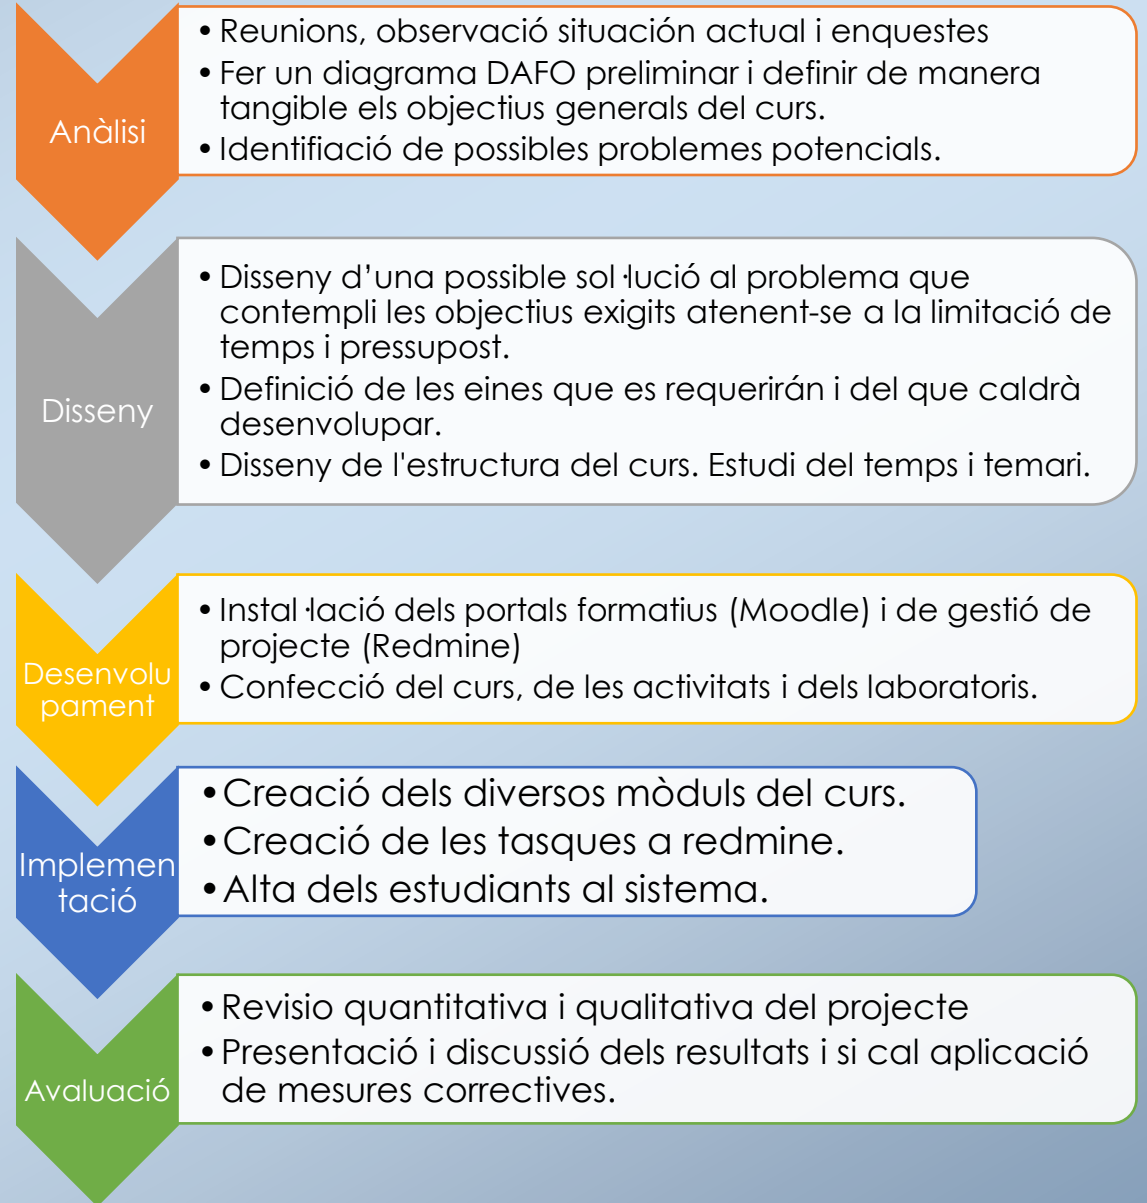 Anàlisi
• Reunions, observació situación actual i enquestes
• Fer un diagrama DAFO preliminar i definir de manera
tangible els objectius generals del curs.
• Identifiació de possibles problemes potencials.
Disseny
• Disseny d’una possible sol·lució al problema que
contempli les objectius exigits atenent-se a la limitació de
temps i pressupost.
• Definició de les eines que es requerirán i del que caldrà
desenvolupar.
• Disseny de l'estructura del curs. Estudi del temps i temari.
Desenvolu
pament
• Instal·lació dels portals formatius (Moodle) i de gestió de
projecte (Redmine)
• Confecció del curs, de les activitats i dels laboratoris.
Implemen
tació
• Creació dels diversos mòduls del curs.
• Creació de les tasques a redmine.
• Alta dels estudiants al sistema.
Avaluació
• Revisio quantitativa i qualitativa del projecte
• Presentació i discussió dels resultats i si cal aplicació
de mesures correctives.